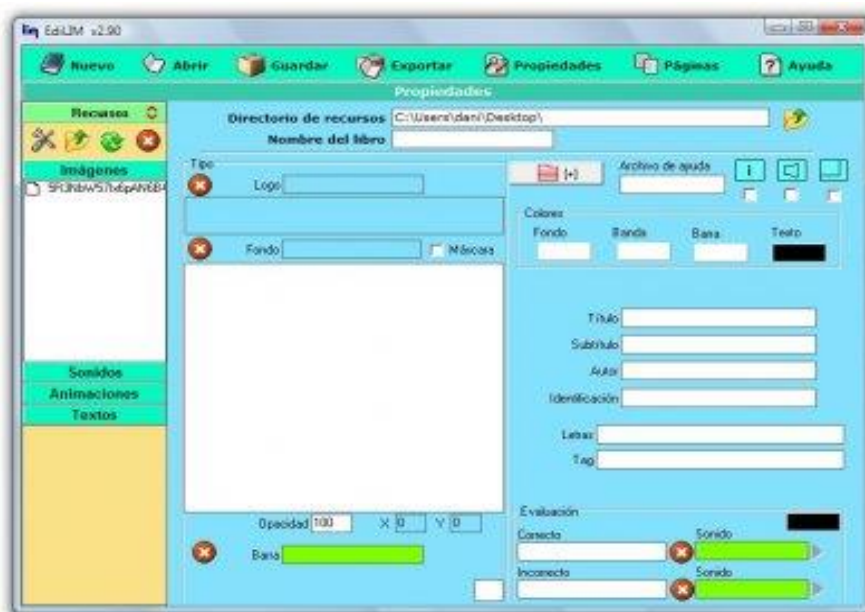 EdiLIM v2.90
Nuevo Abrir Guardar Exportar Propiedades Páginas Ayuda
Propiedades
Recursos
Directorio de recursos C:\Users\dani\Desktop\
Nombre del libro
Imágenes
Tipo
Logo
[+]
Archivo de ayuda
i
Colores
Fondo Banda Barra Texto
Fondo Máscara
Título
Subtítulo
Autor
Identificación
Letras
Tag
Sonidos
Animaciones
Textos
Opacidad 100 X 0 Y 0
Barra
Evaluación
Correcto Sonido
Incorrecto Sonido